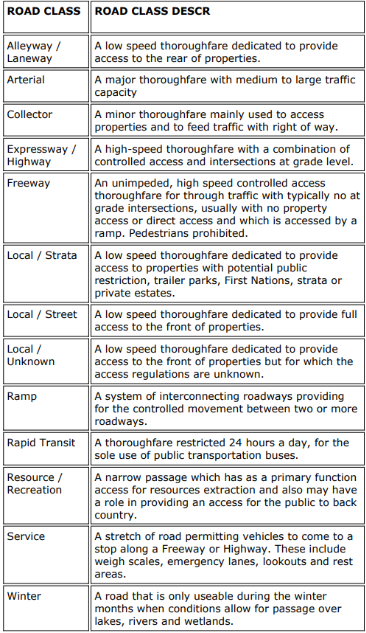 ROAD CLASS ROAD CLASS DESCR
Alleyway / A low speed thoroughfare dedicated to provide
Laneway access to the rear of properties.
Arterial A major thoroughfare with medium to large traffic
capacity
Collector A minor thoroughfare mainly used to access
properties and to feed traffic with right of way.
Expressway / A high-speed thoroughfare with a combination of
Highway controlled access and intersections at grade level.
Freeway An unimpeded, high speed controlled access
thoroughfare for through traffic with typically no at
grade intersections, usually with no property
access or direct access and which is accessed by a
ramp. Pedestrians prohibited.
Local / Strata A low speed thoroughfare dedicated to provide
access to properties with potential public
restriction, trailer parks, First Nations, strata or
private estates.
Local / Street A low speed thoroughfare dedicated to provide full
access to the front of properties.
Local / A low speed thoroughfare dedicated to provide
Unknown access to the front of properties but for which the
access regulations are unknown.
Ramp A system of interconnecting roadways providing
for the controlled movement between two or more
roadways.
Rapid Transit A thoroughfare restricted 24 hours a day, for the
sole use of public transportation buses.
Resource / A narrow passage which has as a primary function
Recreation access for resources extraction and also may have
a role in providing an access for the public to back
country.
Service A stretch of road permitting vehicles to come to a
stop along a Freeway or Highway. These include
weigh scales, emergency lanes, lookouts and rest
areas.
Winter A road that is only useable during the winter
months when conditions allow for passage over
lakes, rivers and wetlands.